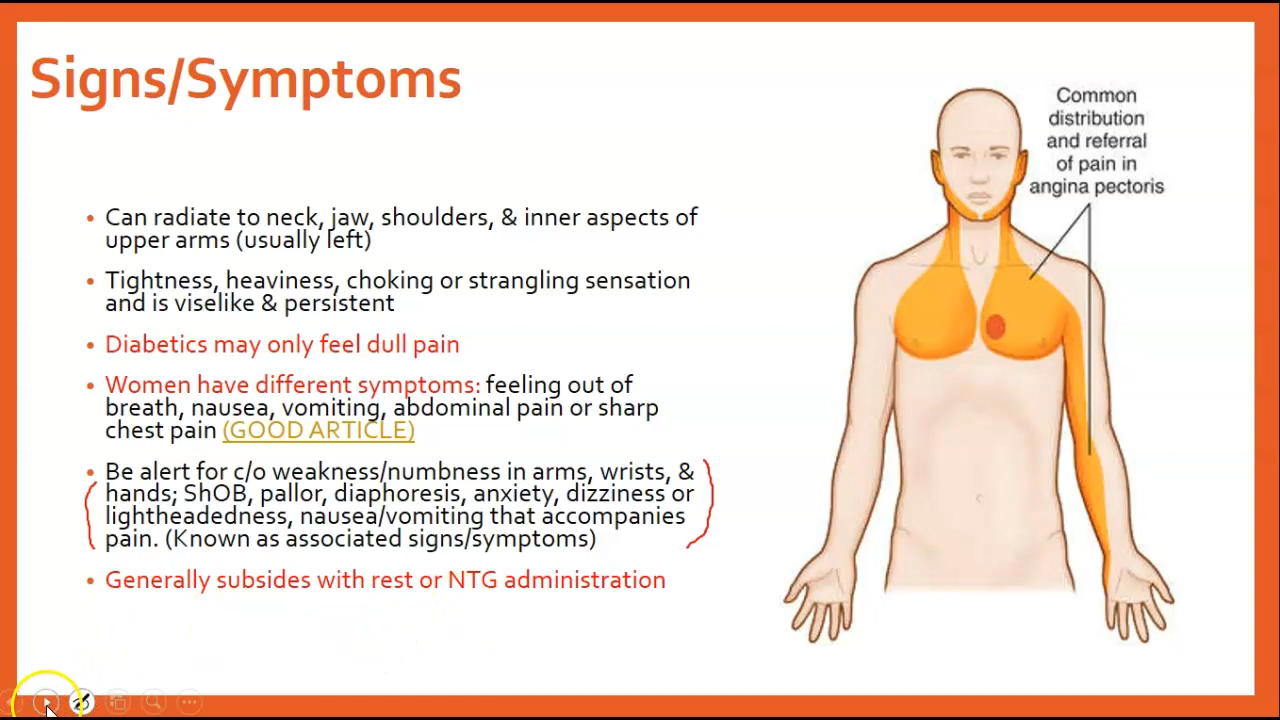 Signs/Symptoms
• Can radiate to neck, jaw, shoulders, & inner aspects of
upper arms (usually left)
• Tightness, heaviness, choking or strangling sensation
and is viselike & persistent
• Diabetics may only feel dull pain
• Women have different symptoms: feeling out of
breath, nausea, vomiting, abdominal pain or sharp
chest pain (GOOD ARTICLE)
• Be alert for c/o weakness/numbness in arms, wrists, &
hands; ShOB, pallor, diaphoresis, anxiety, dizziness or
lightheadedness, nausea/vomiting that accompanies
pain. (Known as associated signs/symptoms)
• Generally subsides with rest or NTG administration
Common
distribution
and referral
of pain in
angina pectoris